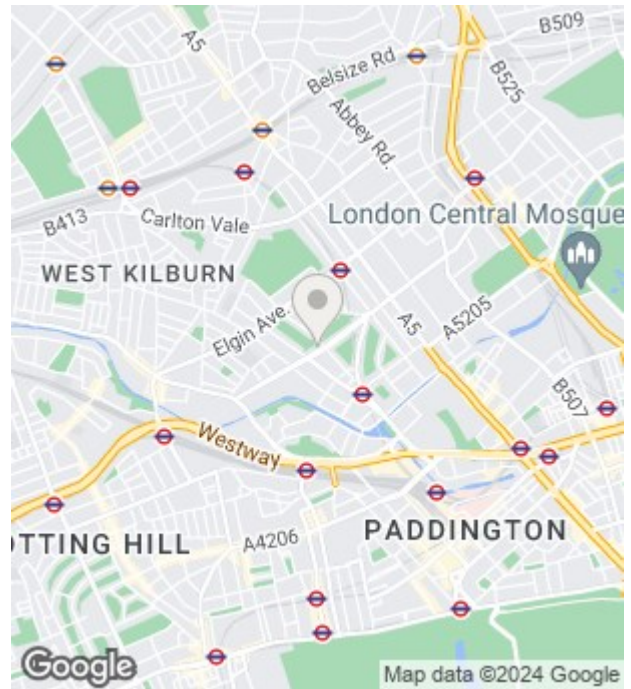 B509
A5
Belsize Rd
B525
Abbey Rd.
B413
Carlton Vale
London Central Mosque
WEST KILBURN
Elgin Ave.
A5
A5205
B507
Westway
OTTING HILL
A4206
PADDINGTON
Google
Map data ©2024 Google